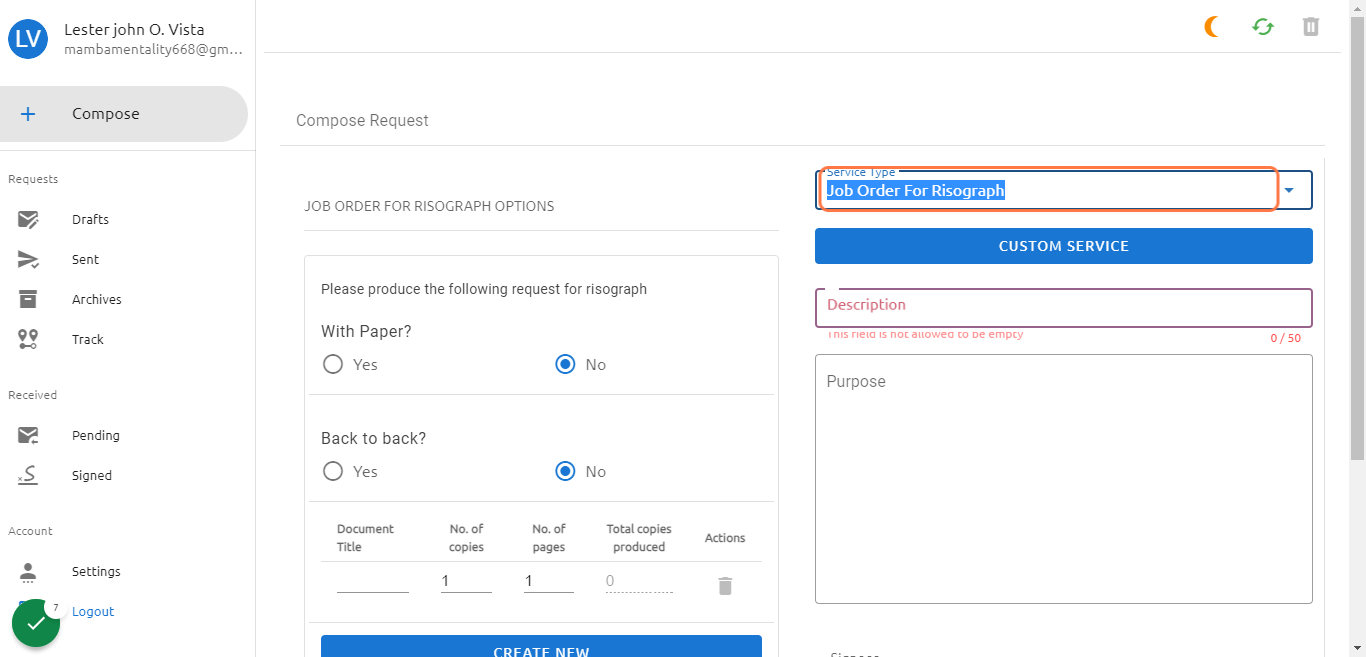 LV
Lester john O. Vista
mambamentality668@gm...
Compose
Requests
Drafts
Sent
Archives
Track
Received
Pending
Signed
Account
Settings
Logout
7
Compose Request
JOB ORDER FOR RISOGRAPH OPTIONS
Please produce the following request for risograph
With Paper?
Yes No
Back to back?
Yes No
Document Title No. of copies No. of pages Total copies produced Actions
1 1 0
CREATE NEW
Service Type
Job Order For Risograph
CUSTOM SERVICE
Description
This field is not allowed to be empty
0 / 50
Purpose
Signees